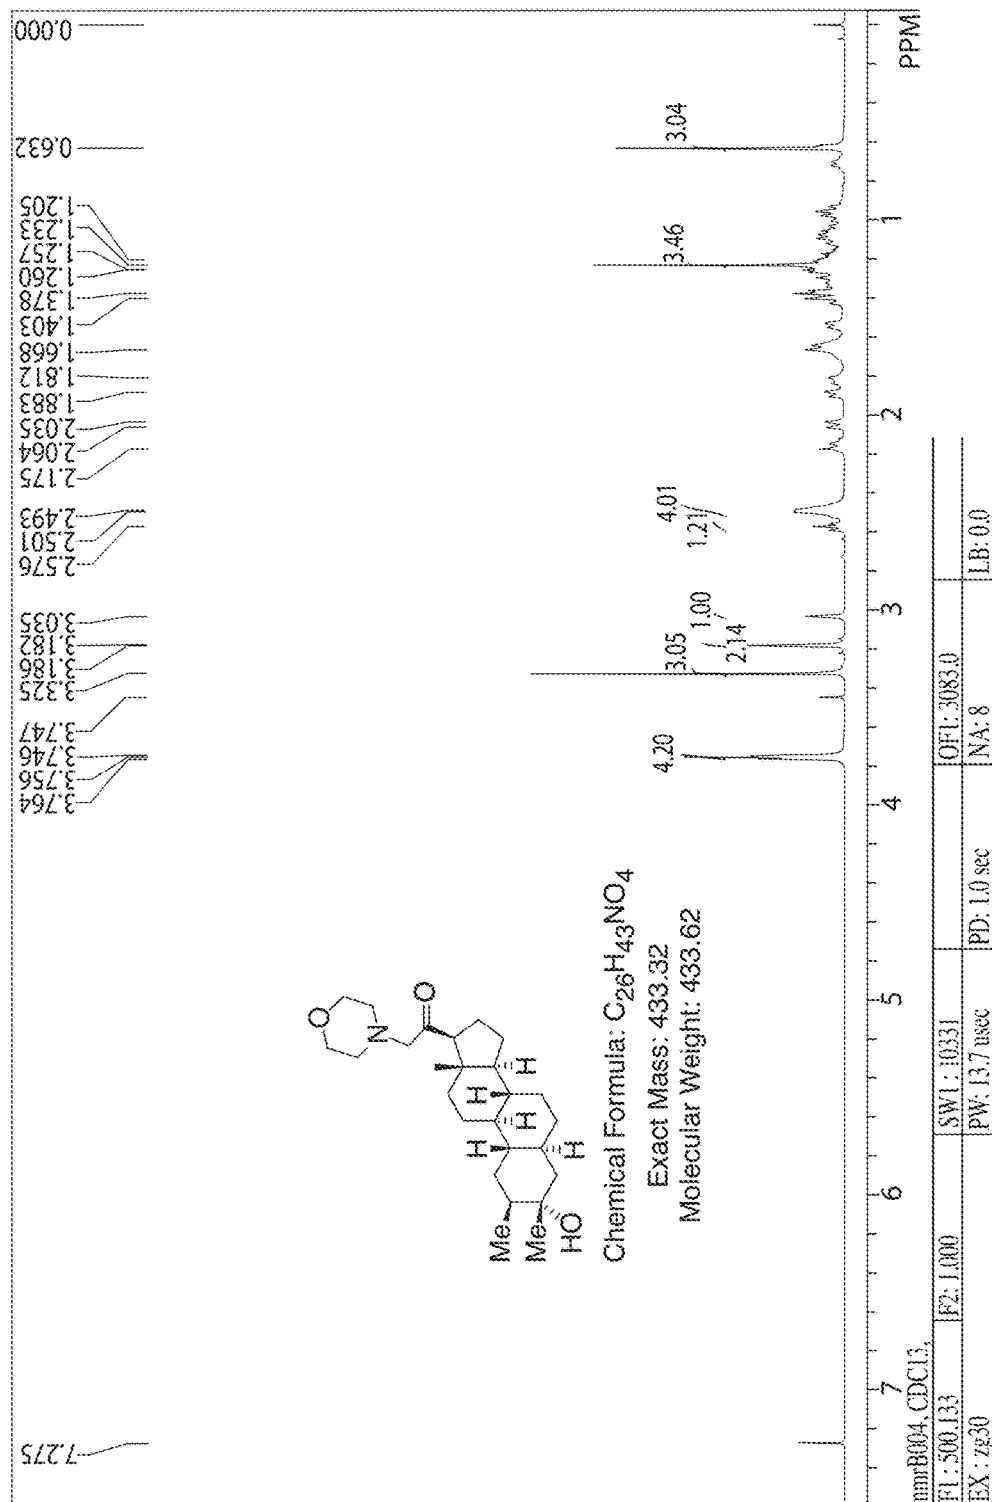 7.275
3.764
3.756
3.746
3.747
3.325
3.186
3.182
3.035
2.576
2.501
2.493
2.175
2.064
2.035
1.883
1.812
1.668
1.403
1.378
1.260
1.257
1.233
1.205
0.632
0.000
O
N
O
H
H
H
H
H
Me
Me
HO
Chemical Formula: C26H43NO4
Exact Mass: 433.32
Molecular Weight: 433.62
4.20
3.05
2.14
1.00
1.21
4.01
3.46
3.04
7 6 5 4 3 2 1 PPM
nmrB004, CDCl3,
F1: 500.133 F2: 1.000 SW1: 10331 OF1: 3083.0
EX: zg30 PW: 13.7 usec PD: 1.0 sec NA: 8 LB: 0.0